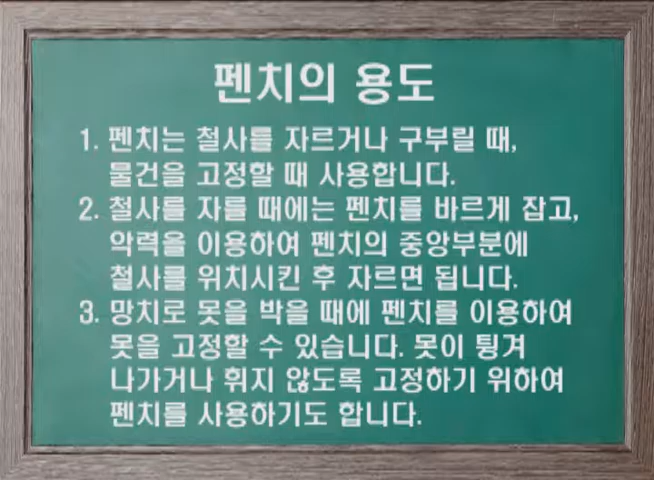 펜치의 용도
1. 펜치는 철사를 자르거나 구부릴 때,
물건을 고정할 때 사용합니다.
2. 철사를 자를 때에는 펜치를 바르게 잡고,
악력을 이용하여 펜치의 중앙부분에
철사를 위치시킨 후 자르면 됩니다.
3. 망치로 못을 박을 때에 펜치를 이용하여
못을 고정할 수 있습니다. 못이 튕겨
나가거나 휘지 않도록 고정하기 위하여
펜치를 사용하기도 합니다.